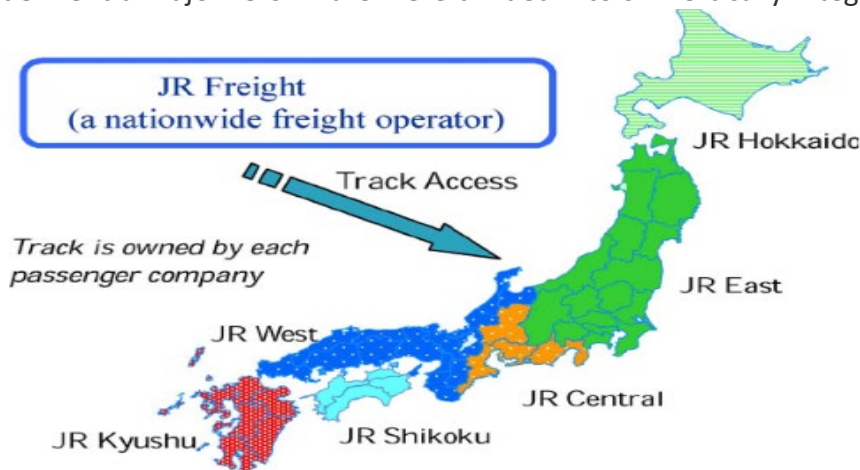 JR Freight
(a nationwide freight operator)
JR Hokkaido
Track Access
Track is owned by each
passenger company
JR East
JR West
JR Central
JR Shikoku
JR Kyushu